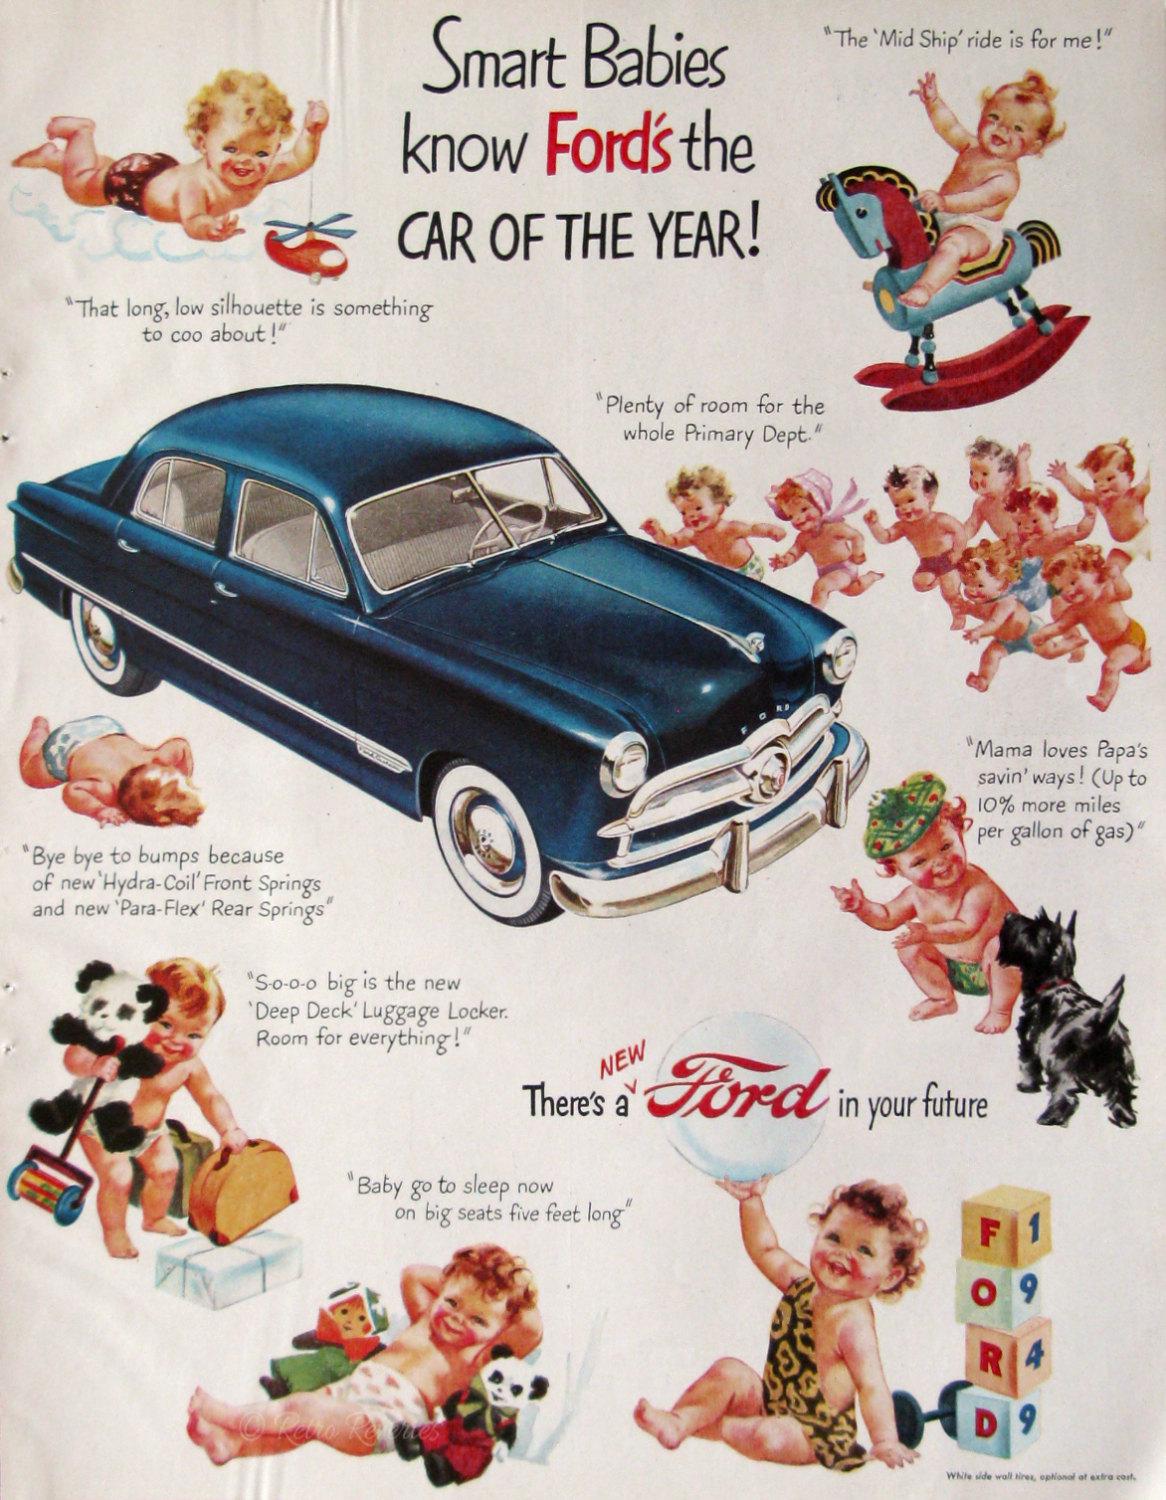 Smart Babies
know Ford's the
CAR OF THE YEAR!
"The 'Mid Ship' ride is for me!"
"That long, low silhouette is something
to coo about!"
"Plenty of room for the
whole Primary Dept."
FORD
"Mama loves Papa's
savin' ways! (Up to
10% more miles
per gallon of gas)"
"Bye bye to bumps because
of new 'Hydra-Coil' Front Springs
and new 'Para-Flex' Rear Springs"
"S-o-o-o big is the new
'Deep Deck' Luggage Locker.
Room for everything!"
NEW
There's a Ford in your future
"Baby go to sleep now
on big seats five feet long"
F 1
O 9
R 4
D 9
© Retro Reveries
White side wall tires, optional at extra cost.